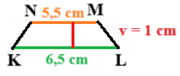 N 5,5 cm M
v = 1 cm
K 6,5 cm L